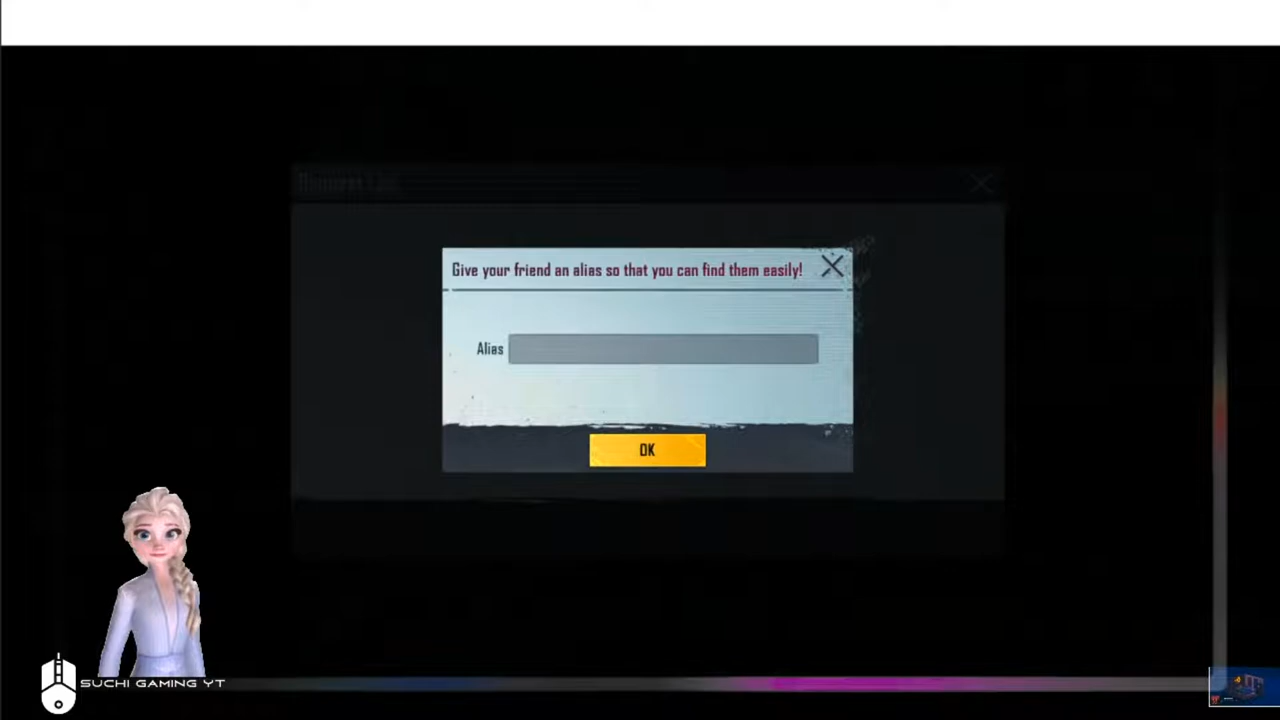 Give your friend an alias so that you can find them easily!
Alias
OK
SUCHI GAMING YT